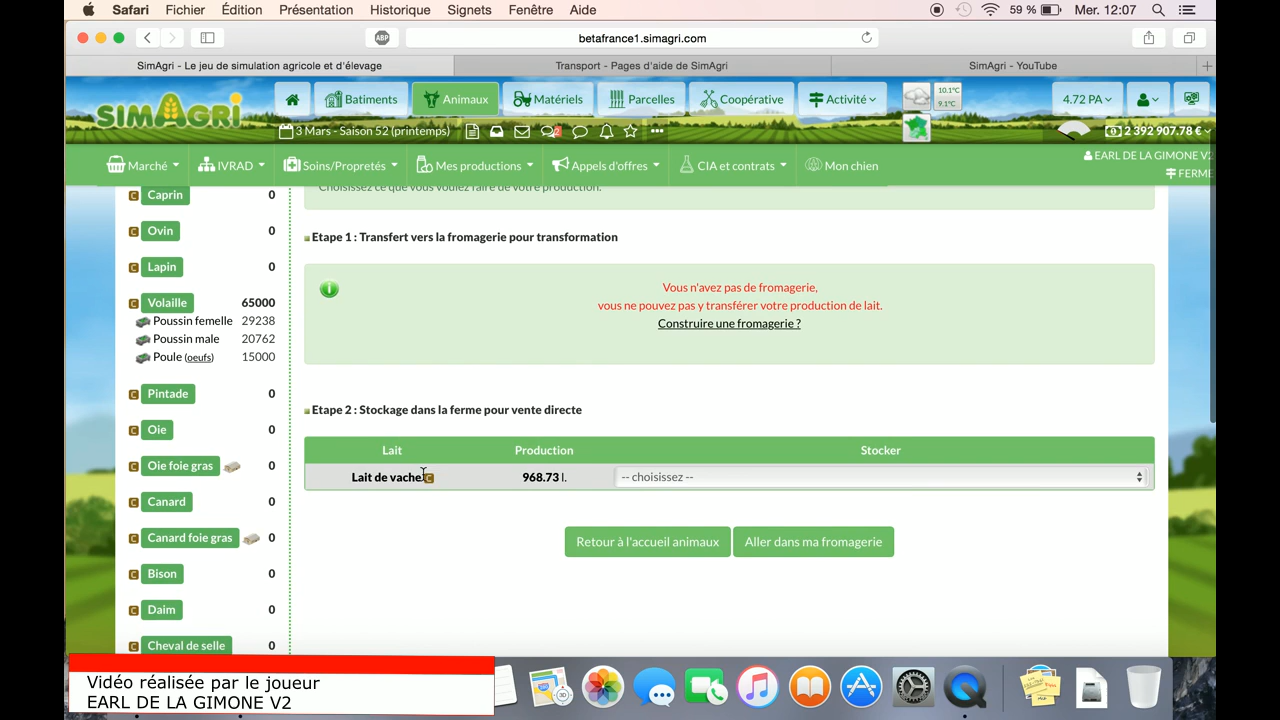 Safari Fichier Édition Présentation Historique Signets Fenêtre Aide 59 % Mer. 12:07
ABP betafrance1.simagri.com
SimAgri - Le jeu de simulation agricole et d'élevage Transport - Pages d'aide de SimAgri SimAgri - YouTube
SIMAGRI Batiments Animaux Matériels Parcelles Coopérative Activité 10.1°C 9.1°C 4.72 PA
3 Mars - Saison 52 (printemps) 2 2 392 907.78 €
Marché IVRAD Soins/Propretés Mes productions Appels d'offres CIA et contrats Mon chien
EARL DE LA GIMONE V2
FERME
Choisissez ce que vous voulez faire de votre production.
C Caprin 0
C Ovin 0
C Lapin 0
C Volaille 65000
Poussin femelle 29238
Poussin male 20762
Poule (oeufs) 15000
C Pintade 0
C Oie 0
C Oie foie gras 0
C Canard 0
C Canard foie gras 0
C Bison 0
C Daim 0
C Cheval de selle 0
Etape 1 : Transfert vers la fromagerie pour transformation
Vous n'avez pas de fromagerie,
vous ne pouvez pas y transférer votre production de lait.
Construire une fromagerie ?
Etape 2 : Stockage dans la ferme pour vente directe
Lait Production Stocker
Lait de vache C 968.73 l. -- choisissez --
Retour à l'accueil animaux Aller dans ma fromagerie
Vidéo réalisée par le joueur
EARL DE LA GIMONE V2